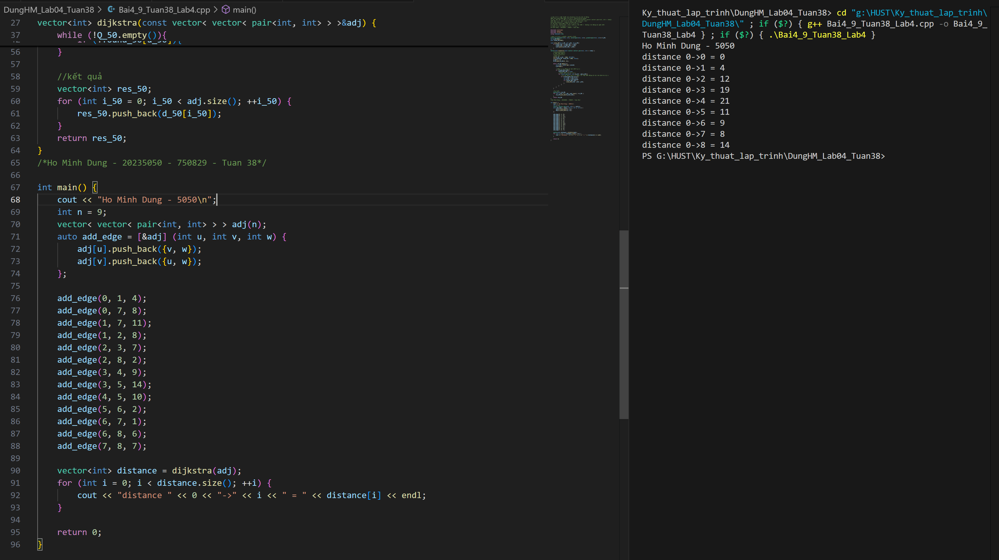 DungHM_Lab04_Tuan38 > Bai4_9_Tuan38_Lab4.cpp > main()
27 vector<int> dijkstra(const vector< vector< pair<int, int> > >&adj) {
37     while (!Q_50.empty()){
56     }
57
58     //kết quả
59     vector<int> res_50;
60     for (int i_50 = 0; i_50 < adj.size(); ++i_50) {
61         res_50.push_back(d_50[i_50]);
62     }
63     return res_50;
64 }
65 /*Ho Minh Dung - 20235050 - 750829 - Tuan 38*/
66
67 int main() {
68     cout << "Ho Minh Dung - 5050\n";
69     int n = 9;
70     vector< vector< pair<int, int> > > adj(n);
71     auto add_edge = [&adj] (int u, int v, int w) {
72         adj[u].push_back({v, w});
73         adj[v].push_back({u, w});
74     };
75
76     add_edge(0, 1, 4);
77     add_edge(0, 7, 8);
78     add_edge(1, 7, 11);
79     add_edge(1, 2, 8);
80     add_edge(2, 3, 7);
81     add_edge(2, 8, 2);
82     add_edge(3, 4, 9);
83     add_edge(3, 5, 14);
84     add_edge(4, 5, 10);
85     add_edge(5, 6, 2);
86     add_edge(6, 7, 1);
87     add_edge(6, 8, 6);
88     add_edge(7, 8, 7);
89
90     vector<int> distance = dijkstra(adj);
91     for (int i = 0; i < distance.size(); ++i) {
92         cout << "distance " << 0 << "->" << i << " = " << distance[i] << endl;
93     }
94
95     return 0;
96 }
Ky_thuat_lap_trinh\DungHM_Lab04_Tuan38> cd "g:\HUST\Ky_thuat_lap_trinh\
DungHM_Lab04_Tuan38\" ; if ($?) { g++ Bai4_9_Tuan38_Lab4.cpp -o Bai4_9_
Tuan38_Lab4 } ; if ($?) { .\Bai4_9_Tuan38_Lab4 }
Ho Minh Dung - 5050
distance 0->0 = 0
distance 0->1 = 4
distance 0->2 = 12
distance 0->3 = 19
distance 0->4 = 21
distance 0->5 = 11
distance 0->6 = 9
distance 0->7 = 8
distance 0->8 = 14
PS G:\HUST\Ky_thuat_lap_trinh\DungHM_Lab04_Tuan38>